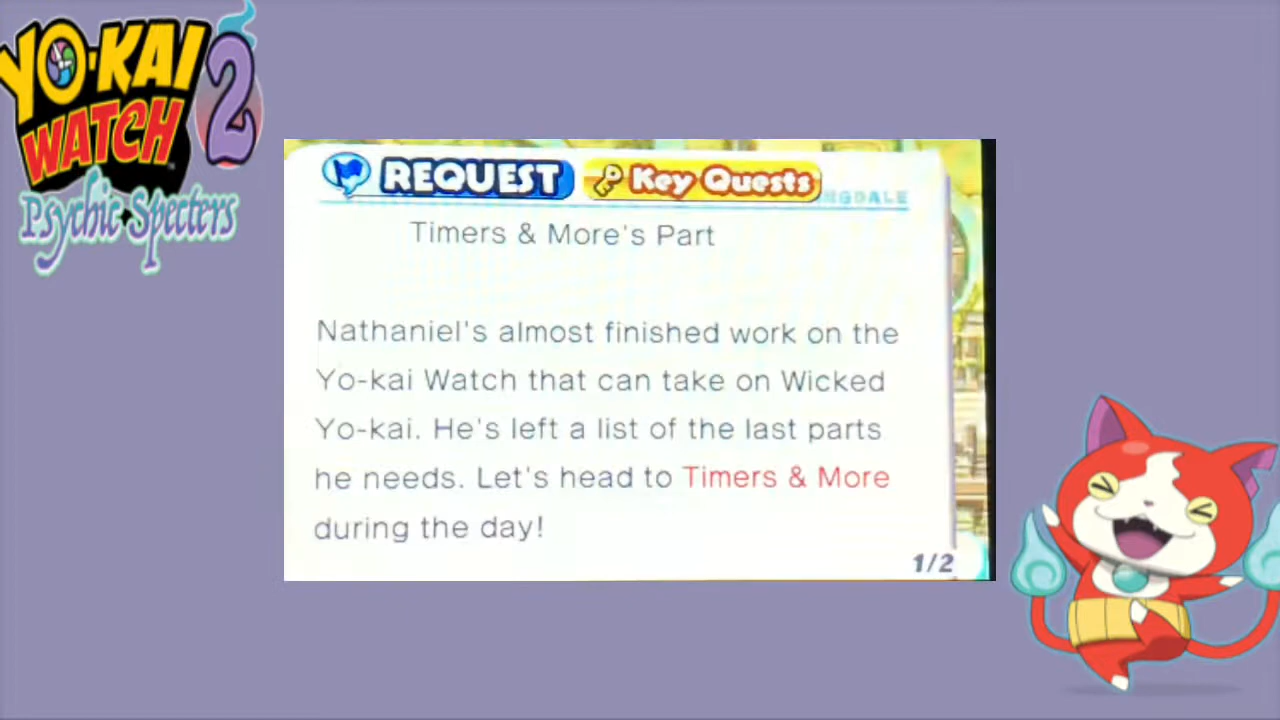 YO-KAI
WATCH 2
Psychic Specters
REQUEST Key Quests
NGDALE
Timers & More's Part
Nathaniel's almost finished work on the
Yo-kai Watch that can take on Wicked
Yo-kai. He's left a list of the last parts
he needs. Let's head to Timers & More
during the day!
1/2